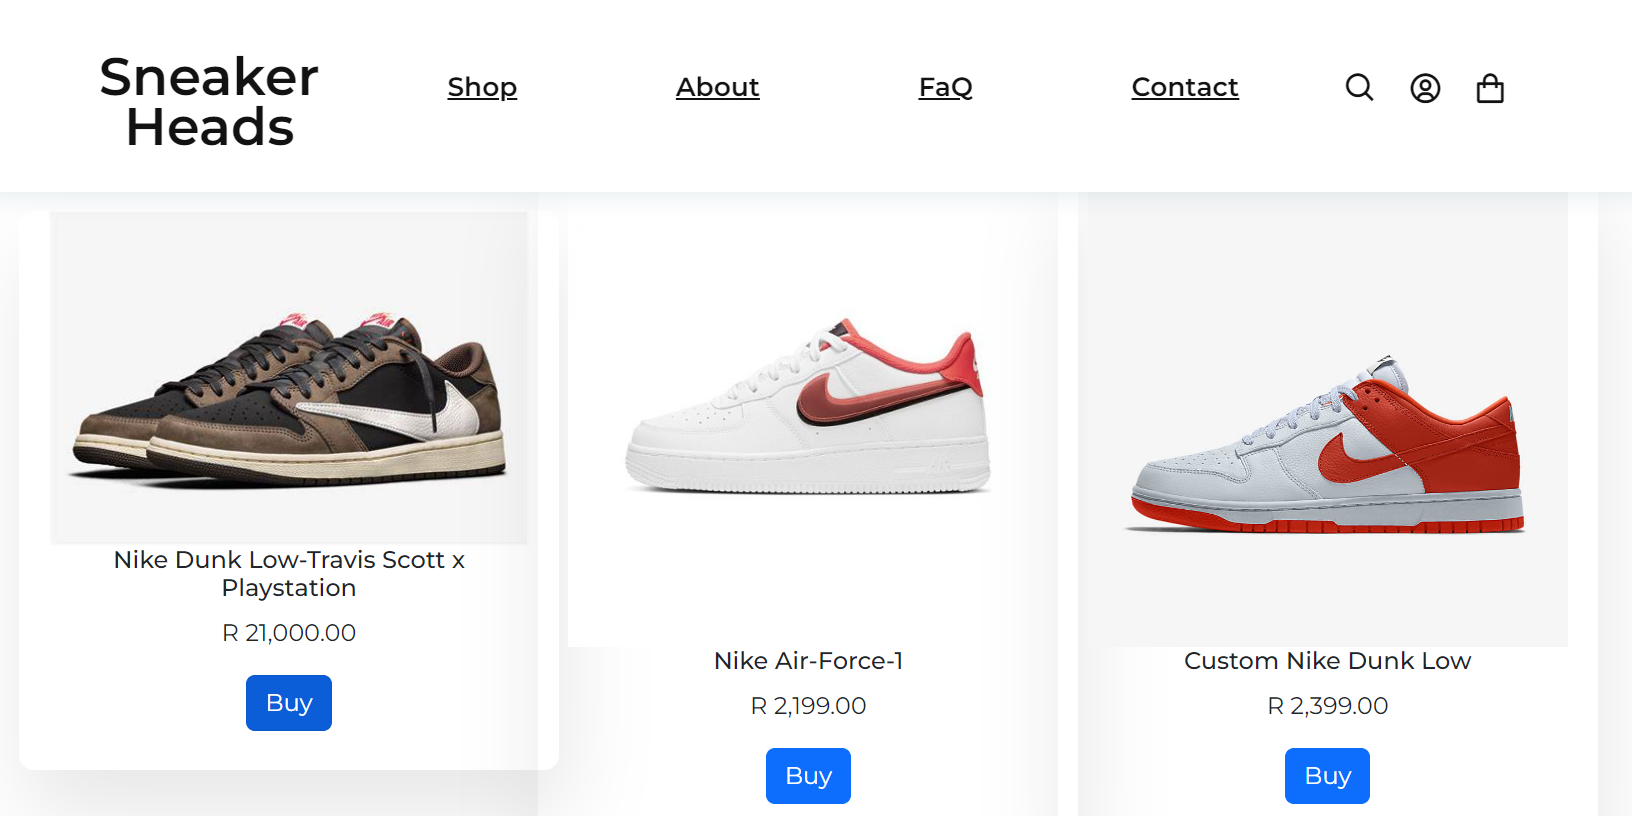 Sneaker
Heads
Shop
About
FaQ
Contact
Nike Dunk Low-Travis Scott x
Playstation
R 21,000.00
Buy
Nike Air-Force-1
R 2,199.00
Buy
Custom Nike Dunk Low
R 2,399.00
Buy